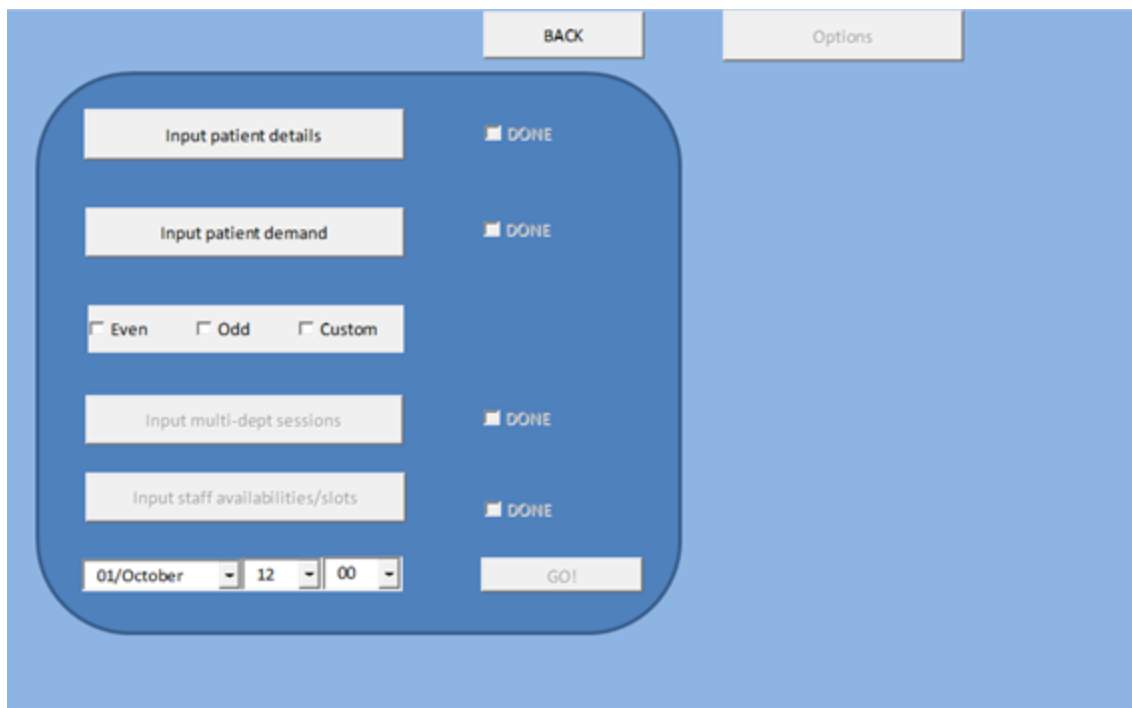 BACK Options
Input patient details DONE
Input patient demand DONE
Even Odd Custom
Input multi-dept sessions DONE
Input staff availabilities/slots DONE
01/October 12 00 GO!